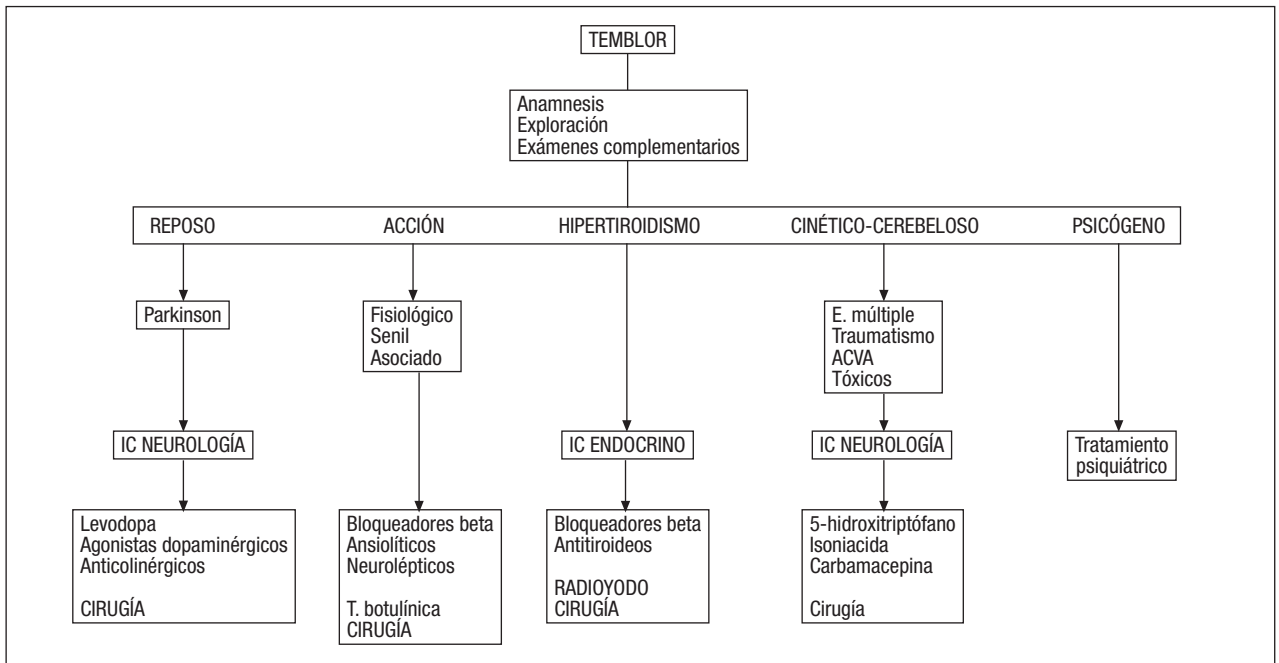 TEMBLOR
Anamnesis
Exploración
Exámenes complementarios
REPOSO ACCIÓN HIPERTIROIDISMO CINÉTICO-CEREBELOSO PSICÓGENO
Parkinson
Fisiológico
Senil
Asociado
E. múltiple
Traumatismo
ACVA
Tóxicos
IC NEUROLOGÍA
IC ENDOCRINO
IC NEUROLOGÍA
Tratamiento
psiquiátrico
Levodopa
Agonistas dopaminérgicos
Anticolinérgicos
CIRUGÍA
Bloqueadores beta
Ansiolíticos
Neurolépticos
T. botulínica
CIRUGÍA
Bloqueadores beta
Antitiroideos
RADIOYODO
CIRUGÍA
5-hidroxitriptófano
Isoniacida
Carbamacepina
Cirugía